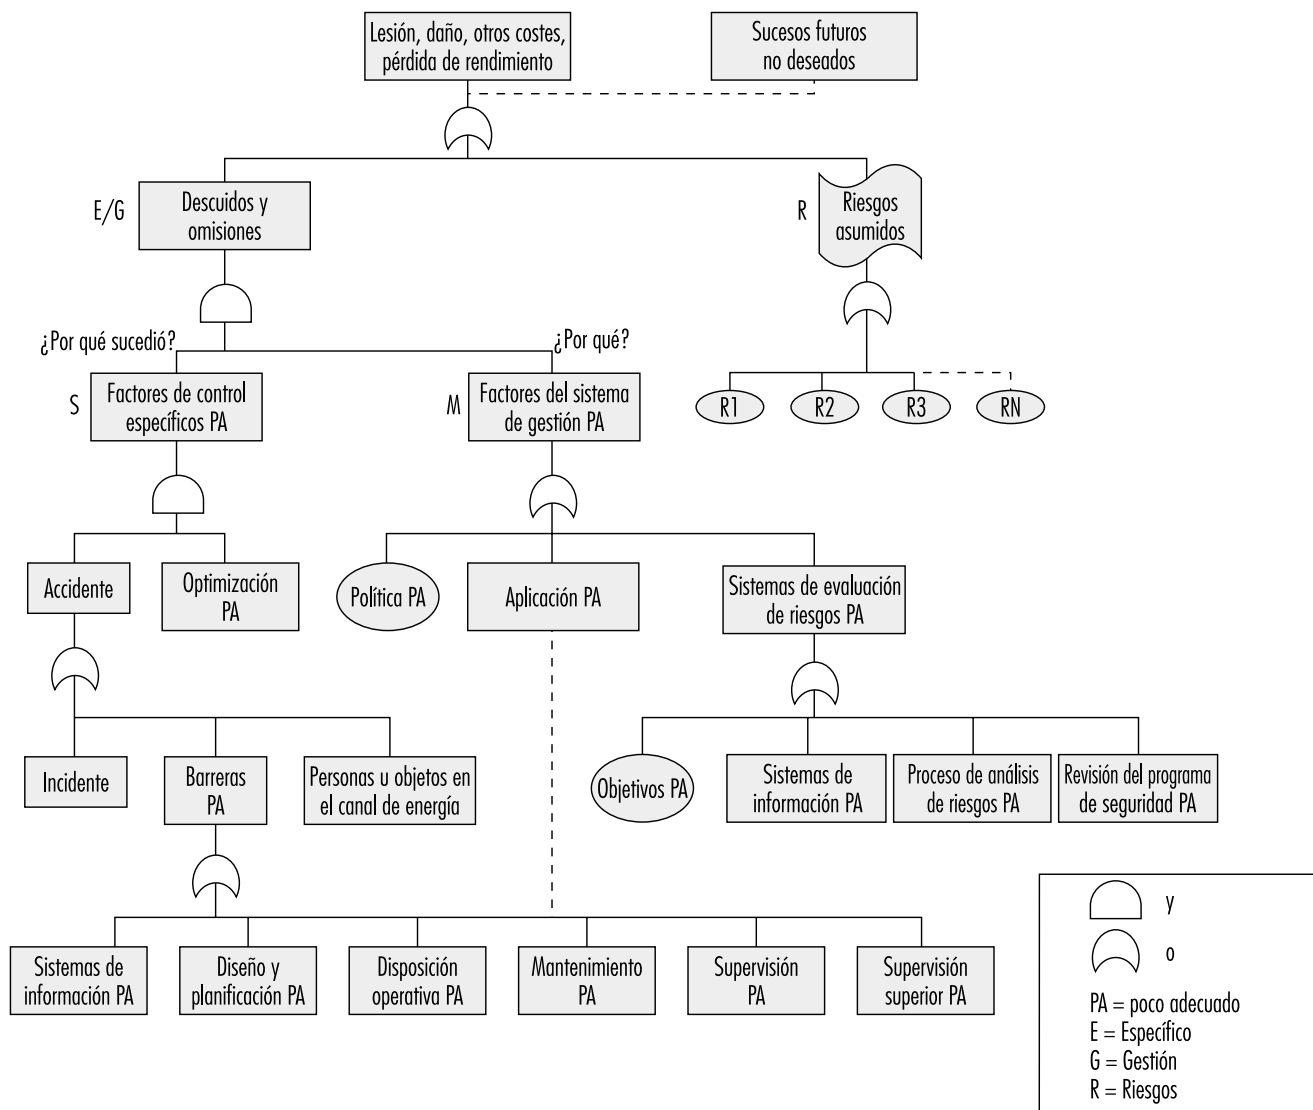 Lesión, daño, otros costes,
pérdida de rendimiento
Sucesos futuros
no deseados
E/G
Descuidos y
omisiones
R
Riesgos
asumidos
¿Por qué sucedió?
¿Por qué?
S
Factores de control
específicos PA
M
Factores del sistema
de gestión PA
R1
R2
R3
RN
Accidente
Optimización
PA
Política PA
Aplicación PA
Sistemas de evaluación
de riesgos PA
Incidente
Barreras
PA
Personas u objetos en
el canal de energía
Objetivos PA
Sistemas de
información PA
Proceso de análisis
de riesgos PA
Revisión del programa
de seguridad PA
Sistemas de
información PA
Diseño y
planificación PA
Disposición
operativa PA
Mantenimiento
PA
Supervisión
PA
Supervisión
superior PA
y
o
PA = poco adecuado
E = Específico
G = Gestión
R = Riesgos